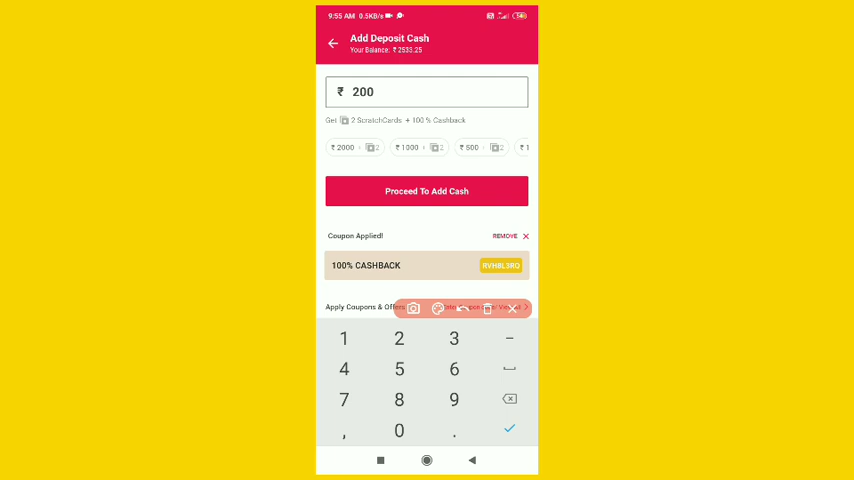 9:55 AM 0.5KB/s
Add Deposit Cash
Your Balance: ₹ 2533.25
₹ 200
Get 2 ScratchCards + 100 % Cashback
₹ 2000 + 2 ₹ 1000 + 2 ₹ 500 + 2 ₹ 1
Proceed To Add Cash
Coupon Applied! REMOVE X
100% CASHBACK
Apply Coupons & Offers
1 2 3 –
4 5 6
7 8 9
, 0 .